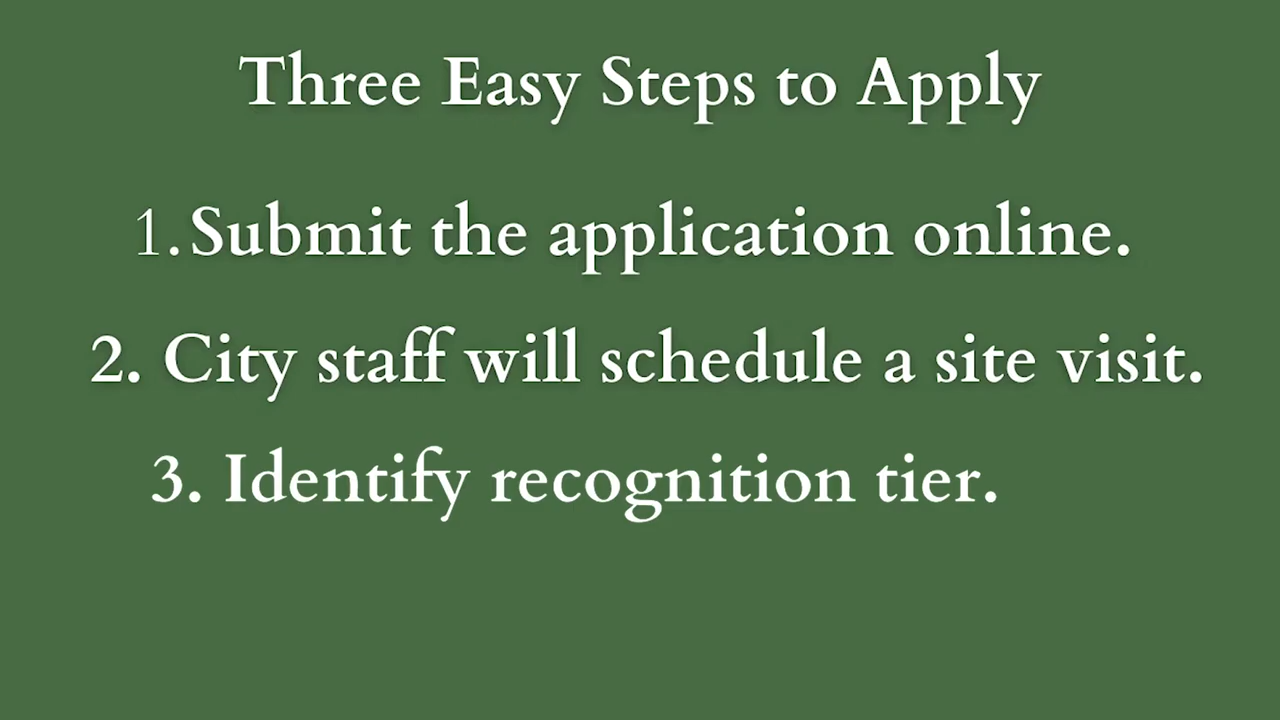 Three Easy Steps to Apply
1. Submit the application online.
2. City staff will schedule a site visit.
3. Identify recognition tier.